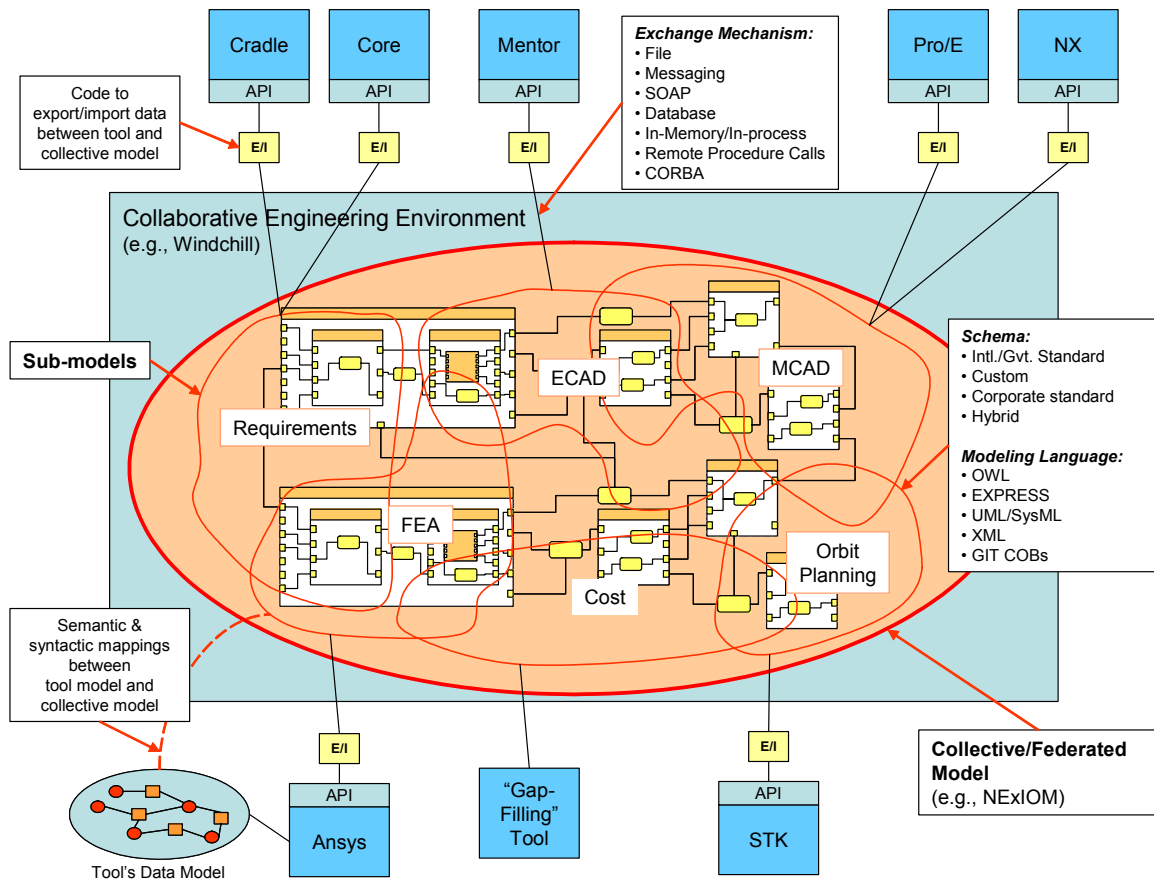 Cradle
Core
Mentor
Pro/E
NX
API
API
API
API
API
E/I
E/I
E/I
E/I
E/I
Code to
export/import data
between tool and
collective model
Exchange Mechanism:
• File
• Messaging
• SOAP
• Database
• In-Memory/In-process
• Remote Procedure Calls
• CORBA
Collaborative Engineering Environment
(e.g., Windchill)
Sub-models
Requirements
ECAD
MCAD
FEA
Cost
Orbit
Planning
Schema:
• Intl./Gvt. Standard
• Custom
• Corporate standard
• Hybrid
Modeling Language:
• OWL
• EXPRESS
• UML/SysML
• XML
• GIT COBs
Semantic &
syntactic mappings
between
tool model and
collective model
Tool's Data Model
E/I
API
Ansys
“Gap-
Filling”
Tool
E/I
API
STK
Collective/Federated
Model
(e.g., NExIOM)